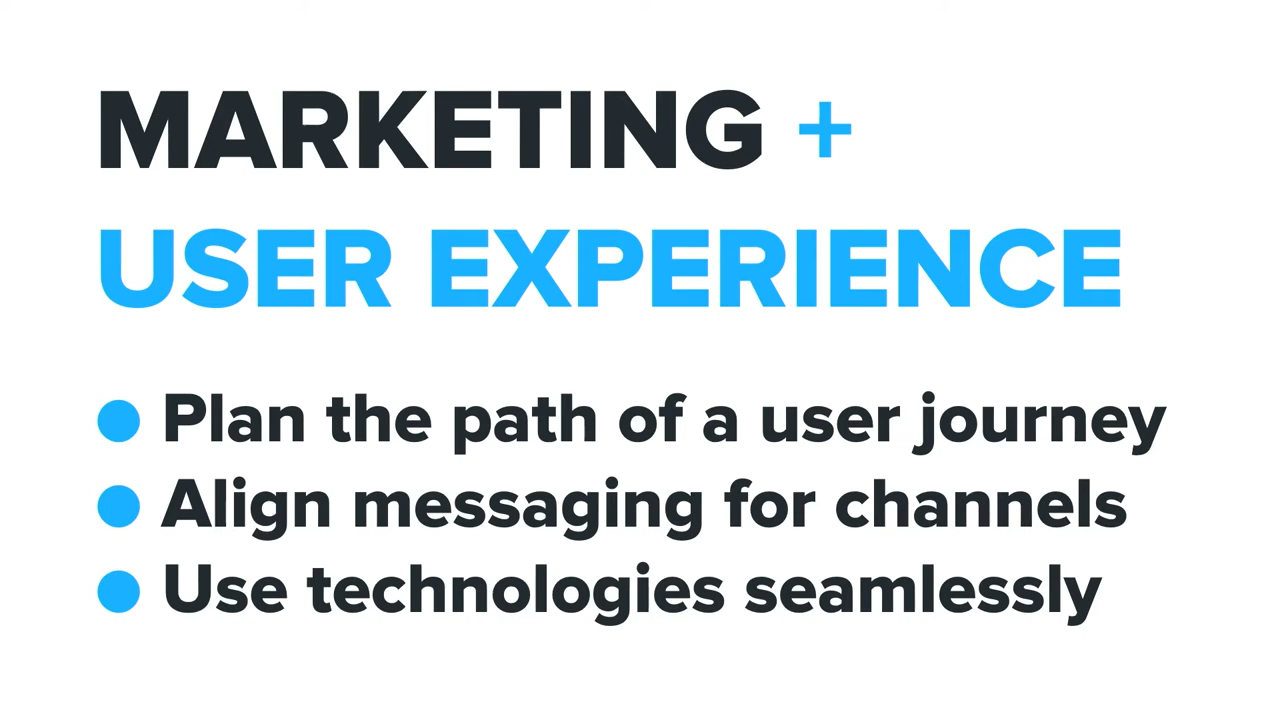 MARKETING +
USER EXPERIENCE
Plan the path of a user journey
Align messaging for channels
Use technologies seamlessly